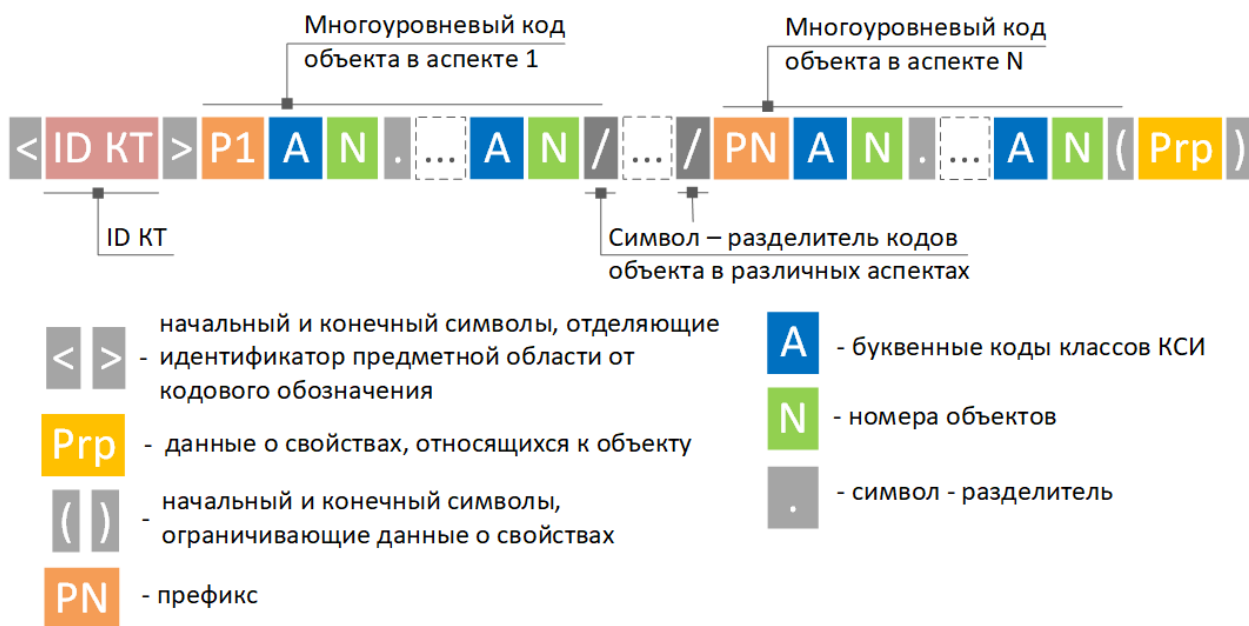 Многоуровневый код
объекта в аспекте 1
Многоуровневый код
объекта в аспекте N
< ID КТ > P1 A N . ... A N / ... / PN A N . ... A N ( Prp )
ID КТ
Символ – разделитель кодов
объекта в различных аспектах
< > - начальный и конечный символы, отделяющие
идентификатор предметной области от
кодового обозначения
Prp - данные о свойствах, относящихся к объекту
( ) - начальный и конечный символы,
ограничивающие данные о свойствах
PN - префикс
A - буквенные коды классов КСИ
N - номера объектов
. - символ - разделитель